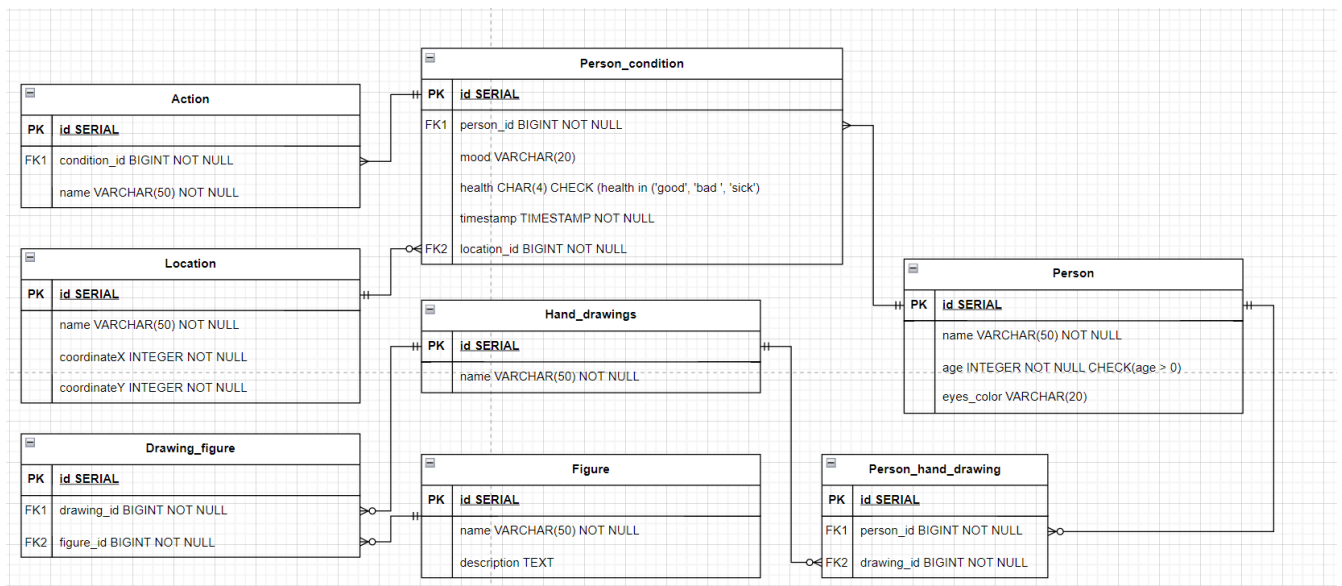 Person_condition
PK id SERIAL
FK1 person_id BIGINT NOT NULL
mood VARCHAR(20)
health CHAR(4) CHECK (health in ('good', 'bad ', 'sick')
timestamp TIMESTAMP NOT NULL
FK2 location_id BIGINT NOT NULL
Action
PK id SERIAL
FK1 condition_id BIGINT NOT NULL
name VARCHAR(50) NOT NULL
Location
PK id SERIAL
name VARCHAR(50) NOT NULL
coordinateX INTEGER NOT NULL
coordinateY INTEGER NOT NULL
Hand_drawings
PK id SERIAL
name VARCHAR(50) NOT NULL
Person
PK id SERIAL
name VARCHAR(50) NOT NULL
age INTEGER NOT NULL CHECK(age > 0)
eyes_color VARCHAR(20)
Drawing_figure
PK id SERIAL
FK1 drawing_id BIGINT NOT NULL
FK2 figure_id BIGINT NOT NULL
Figure
PK id SERIAL
name VARCHAR(50) NOT NULL
description TEXT
Person_hand_drawing
PK id SERIAL
FK1 person_id BIGINT NOT NULL
FK2 drawing_id BIGINT NOT NULL